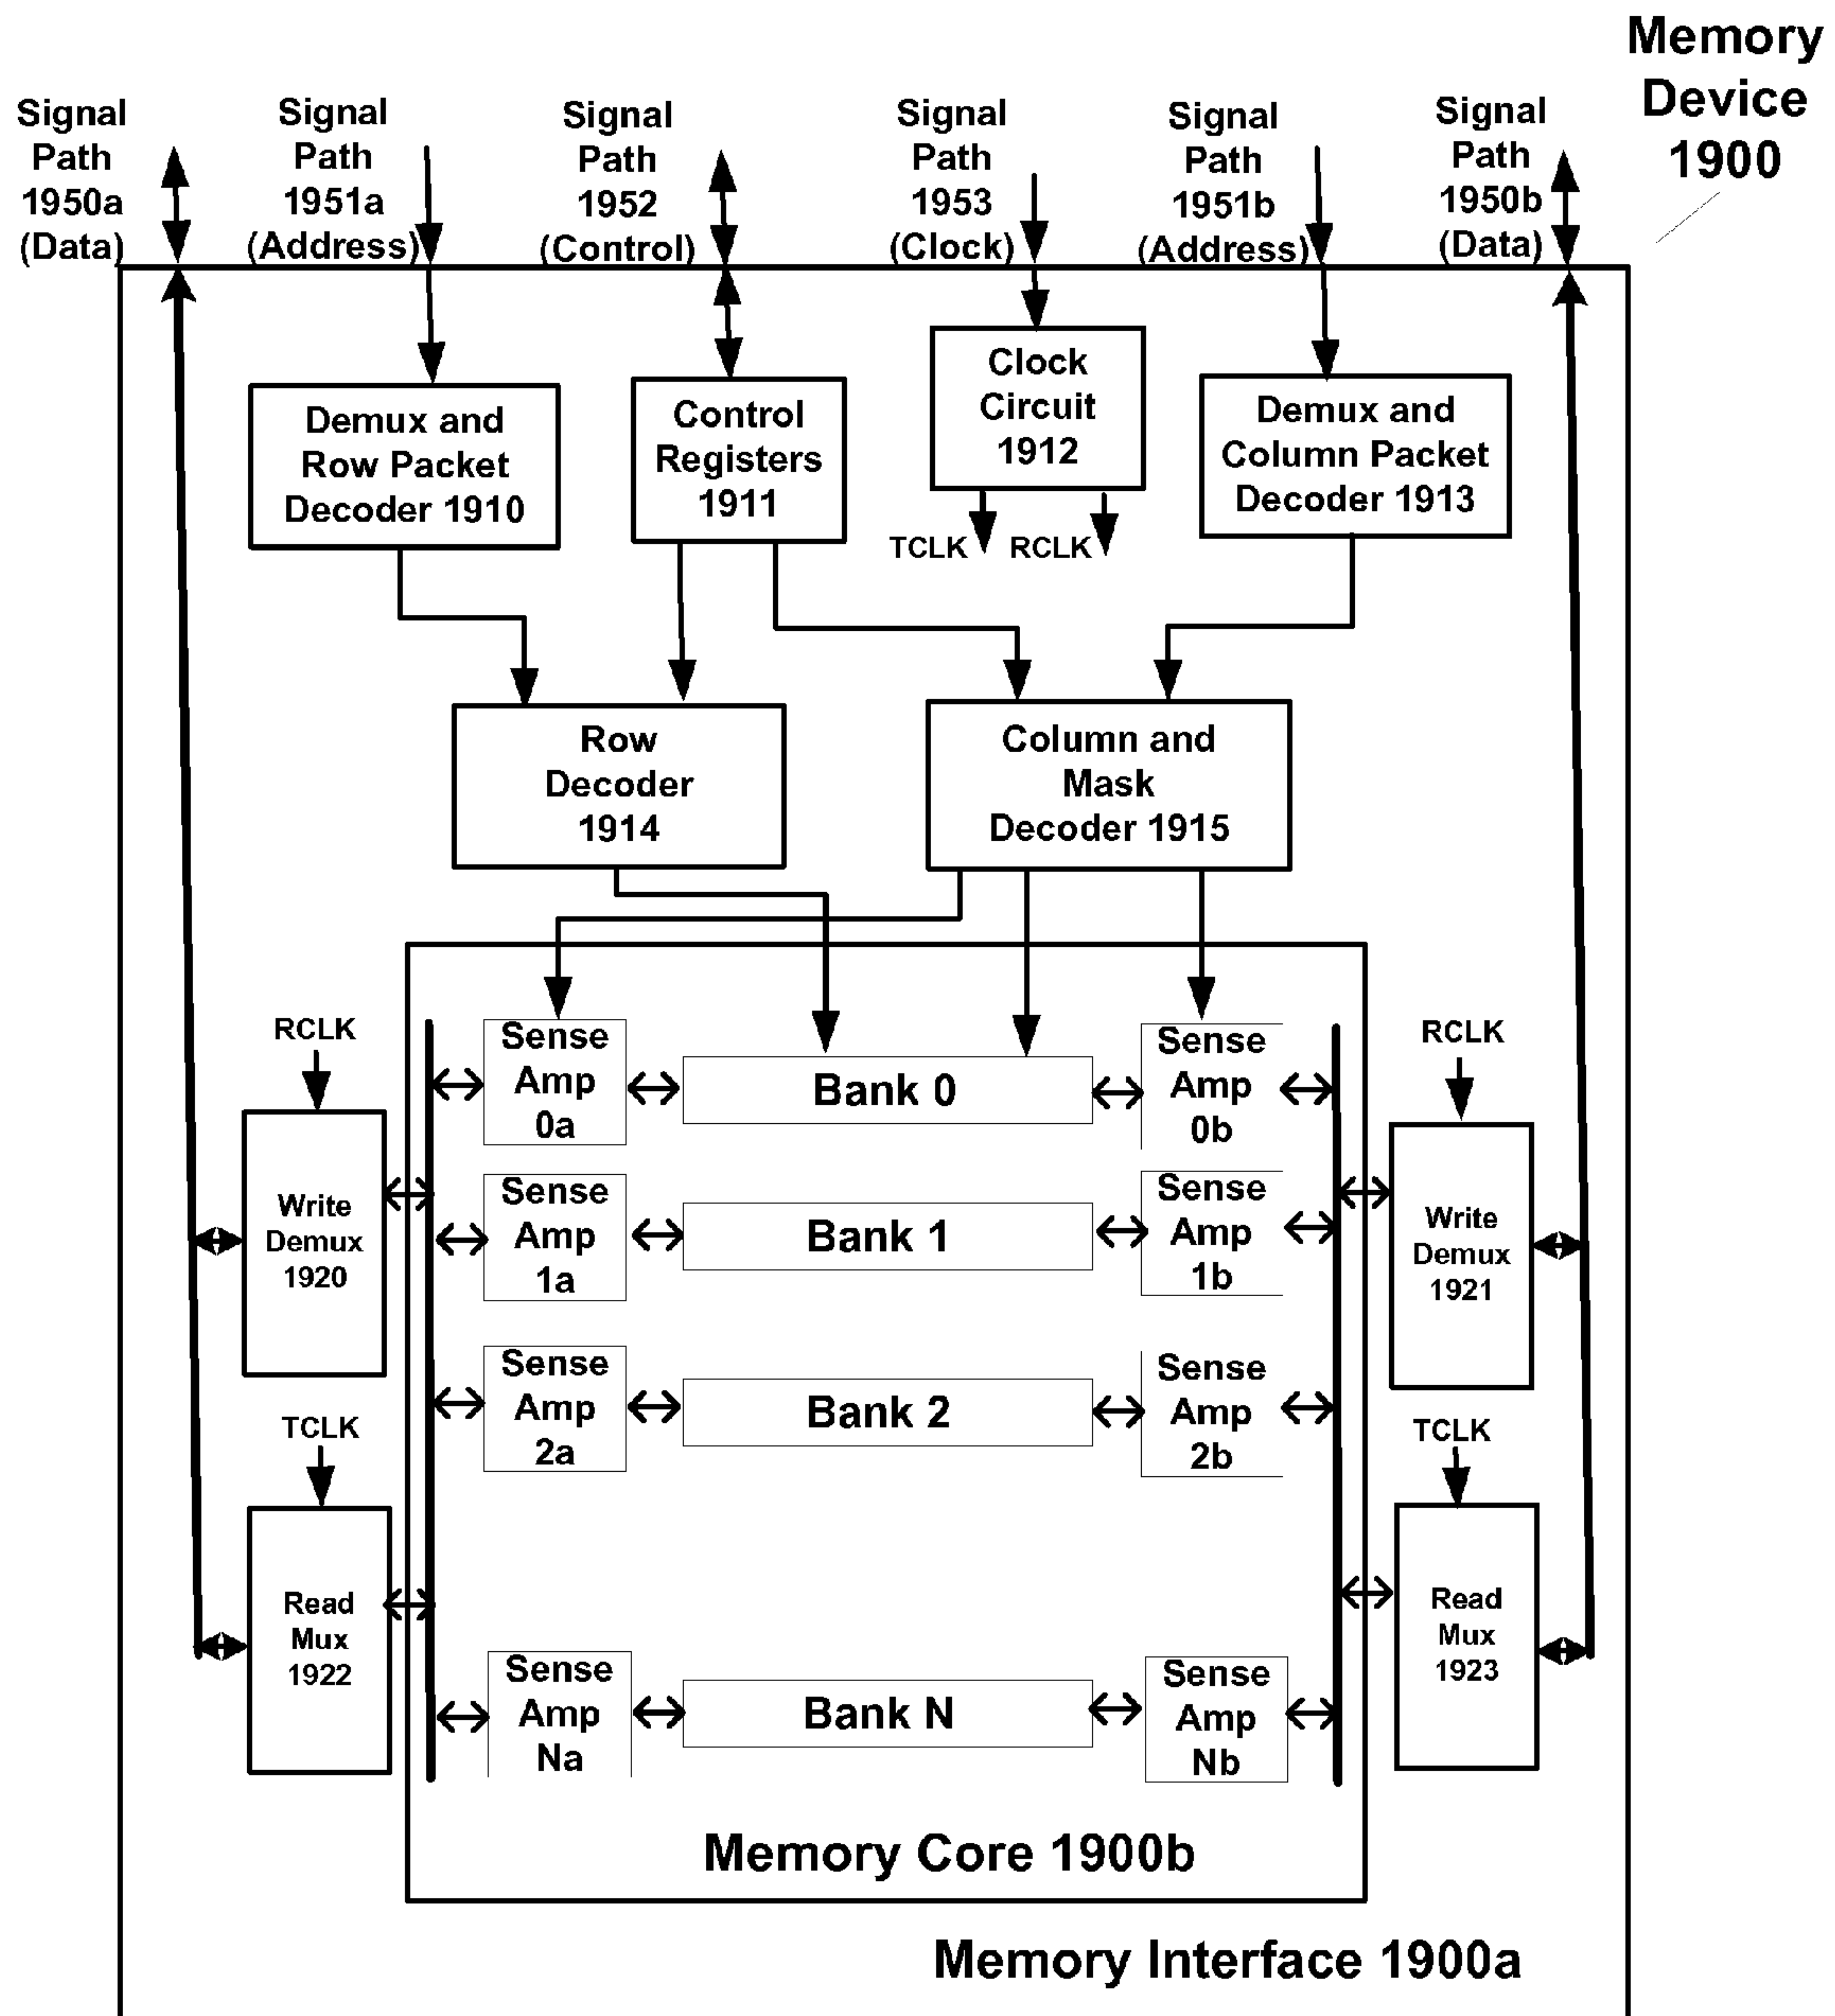 Memory
Device
1900
Signal
Path
1950a
(Data)
Signal
Path
1951a
(Address)
Signal
Path
1952
(Control)
Signal
Path
1953
(Clock)
Signal
Path
1951b
(Address)
Signal
Path
1950b
(Data)
Demux and
Row Packet
Decoder 1910
Control
Registers
1911
Clock
Circuit
1912
Demux and
Column Packet
Decoder 1913
TCLK
RCLK
Row
Decoder
1914
Column and
Mask
Decoder 1915
RCLK
Sense
Amp
0a
Bank 0
Sense
Amp
0b
RCLK
Write
Demux
1920
Sense
Amp
1a
Bank 1
Sense
Amp
1b
Write
Demux
1921
Sense
Amp
2a
Bank 2
Sense
Amp
2b
TCLK
TCLK
Read
Mux
1922
Sense
Amp
Na
Bank N
Sense
Amp
Nb
Read
Mux
1923
Memory Core 1900b
Memory Interface 1900a